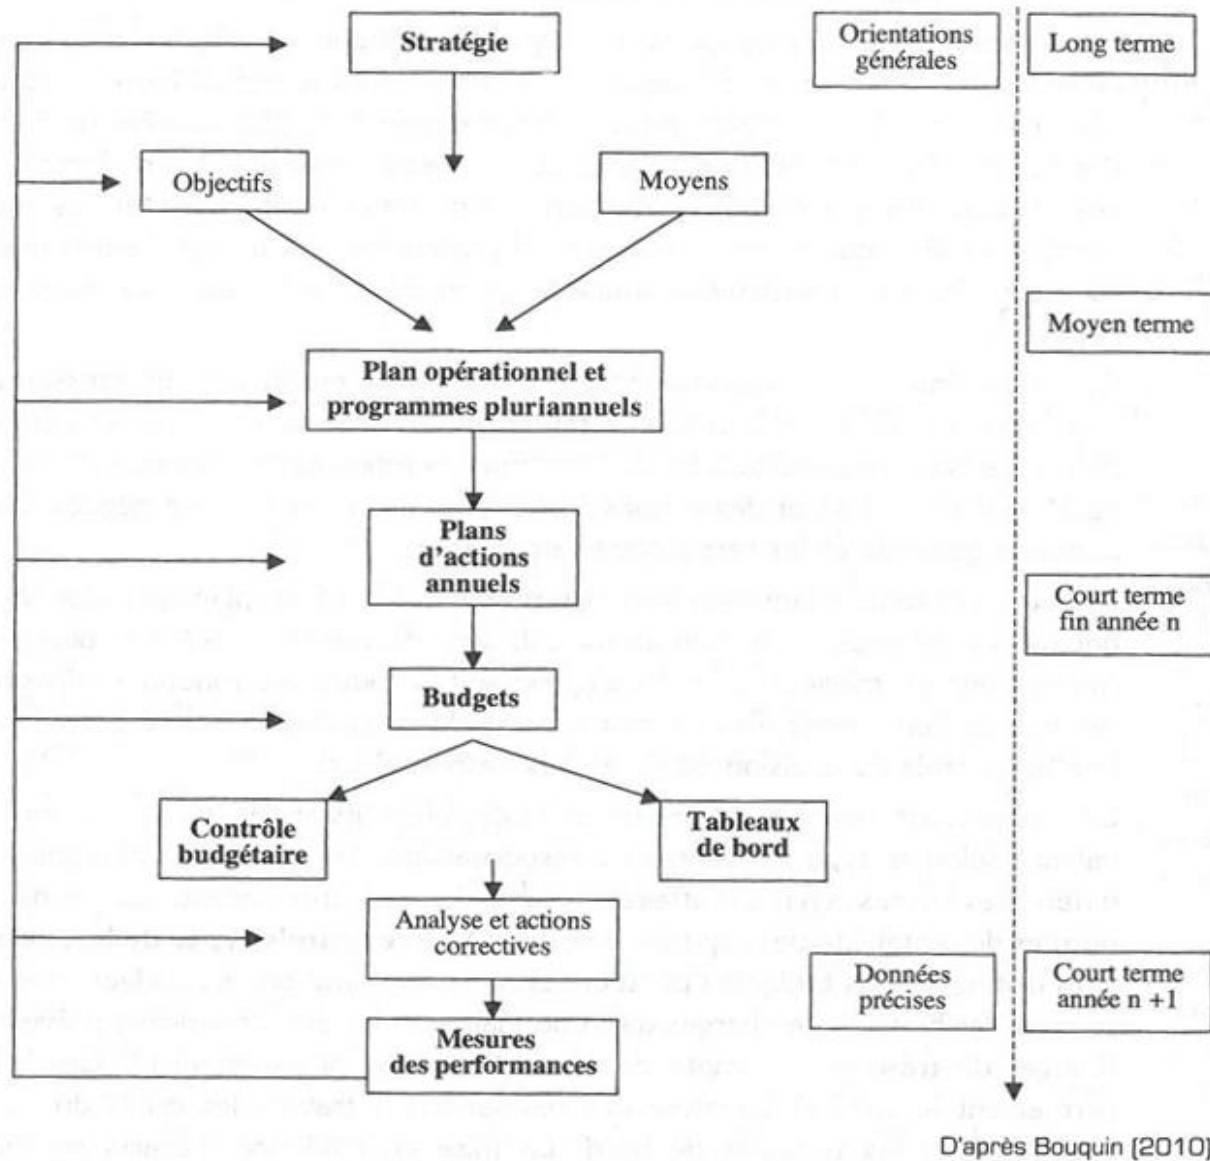 Stratégie
Orientations
générales
Long terme
Objectifs
Moyens
Moyen terme
Plan opérationnel et
programmes pluriannuels
Plans
d'actions
annuels
Court terme
fin année n
Budgets
Contrôle
budgétaire
Tableaux
de bord
Analyse et actions
correctives
Données
précises
Court terme
année n +1
Mesures
des performances
D'après Bouquin (2010)